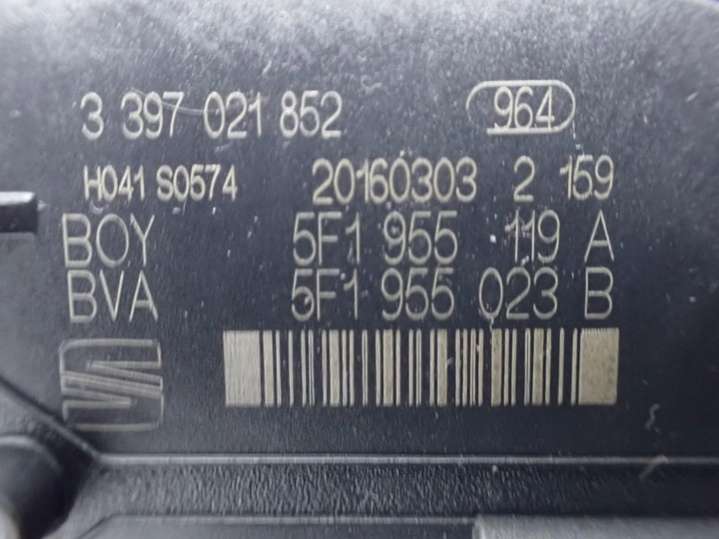 3 397 021 852 964
H041 S0574 20160303 2 159
BOY 5F1 955 119 A
BVA 5F1 955 023 B